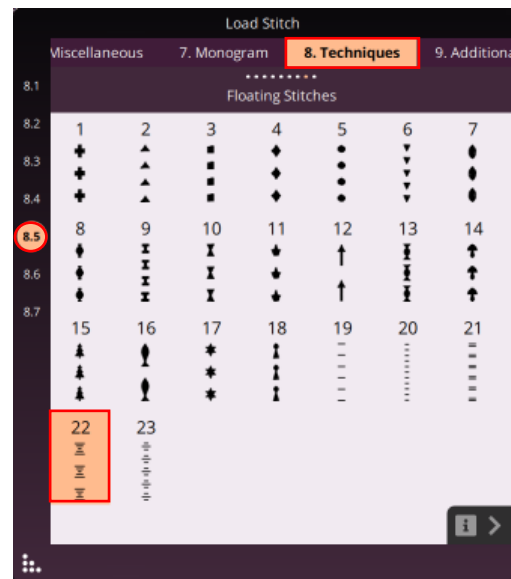 Load Stitch
Miscellaneous 7. Monogram 8. Techniques 9. Additiona
8.1
Floating Stitches
8.2
1 2 3 4 5 6 7
8.3
8.4
8 9 10 11 12 13 14
8.5
8.6
8.7
15 16 17 18 19 20 21
22 23
i